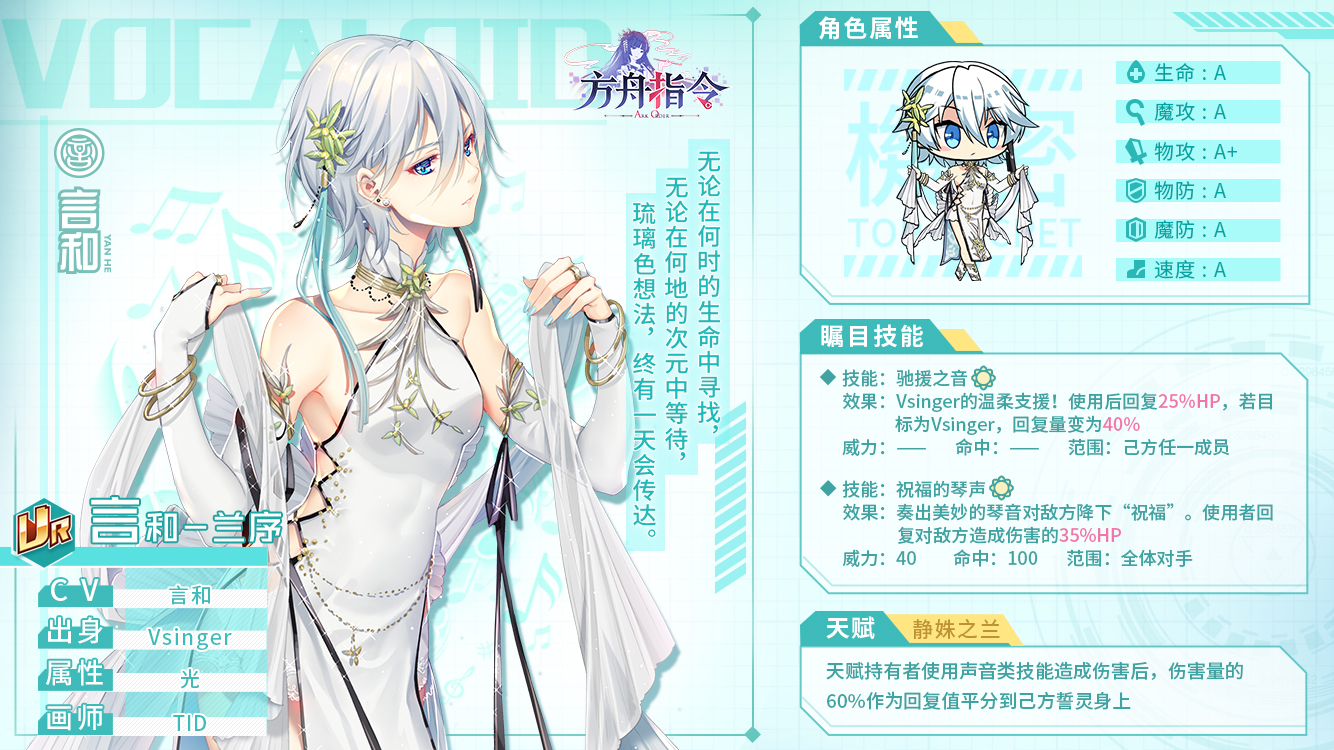 VOCALOID
方舟指令
ARK ORDER
言和
YAN HE
无论在何时的生命中寻找，
无论在何地的次元中等待，
琉璃色想法，终有一天会传达。
UR
言和－兰序
CV 言和
出身 Vsinger
属性 光
画师 TID
角色属性
機密
生命：A
魔攻：A
物攻：A+
物防：A
魔防：A
速度：A
瞩目技能
◆ 技能：驰援之音
效果：Vsinger的温柔支援！使用后回复25%HP，若目
标为Vsinger，回复量变为40%
威力：—— 命中：—— 范围：己方任一成员
◆ 技能：祝福的琴声
效果：奏出美妙的琴音对敌方降下“祝福”。使用者回
复对敌方造成伤害的35%HP
威力：40 命中：100 范围：全体对手
天赋 静姝之兰
天赋持有者使用声音类技能造成伤害后，伤害量的
60%作为回复值平分到己方誓灵身上